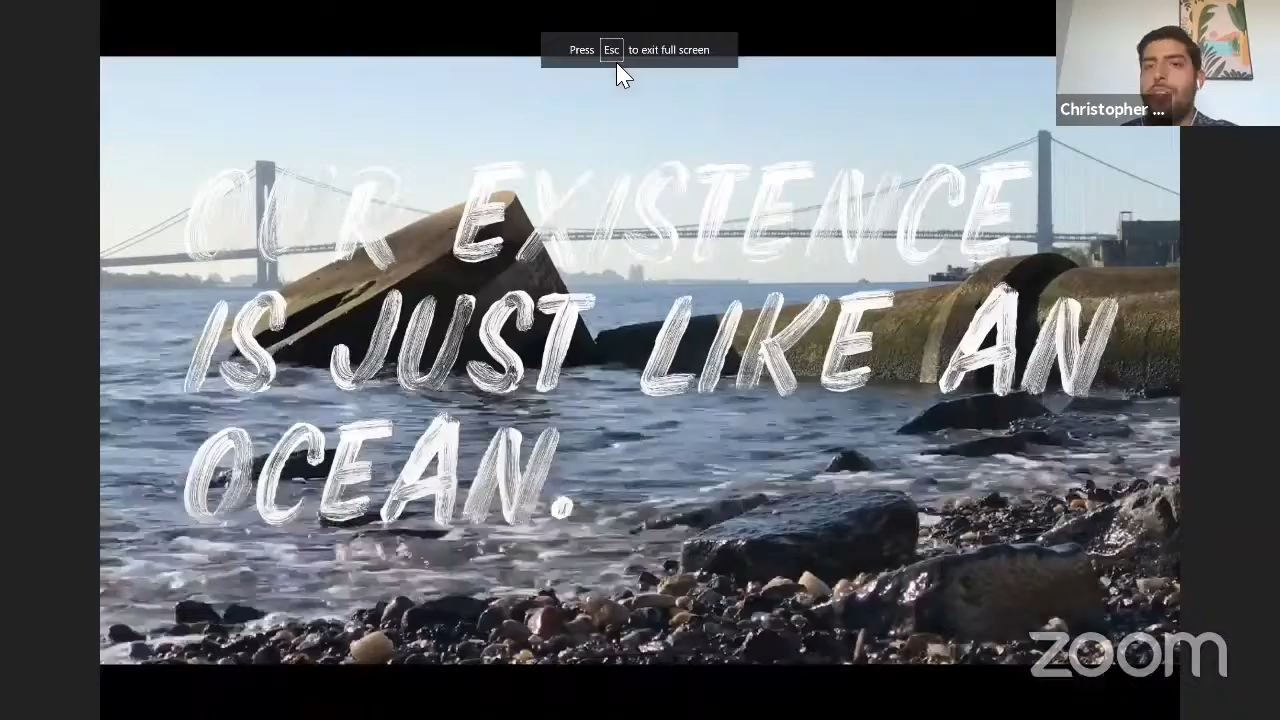 Press Esc to exit full screen
Christopher ...
OUR EXISTENCE
IS JUST LIKE AN
OCEAN.
zoom